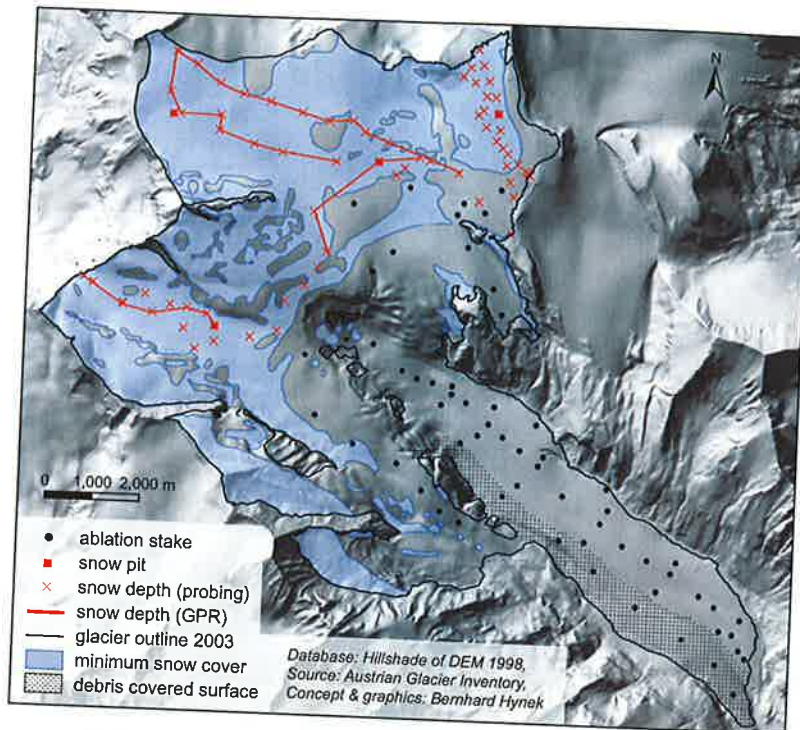 N
0 1,000 2,000 m
ablation stake
snow pit
snow depth (probing)
snow depth (GPR)
glacier outline 2003
minimum snow cover
debris covered surface
Database: Hillshade of DEM 1998,
Source: Austrian Glacier Inventory,
Concept & graphics: Bernhard Hynek